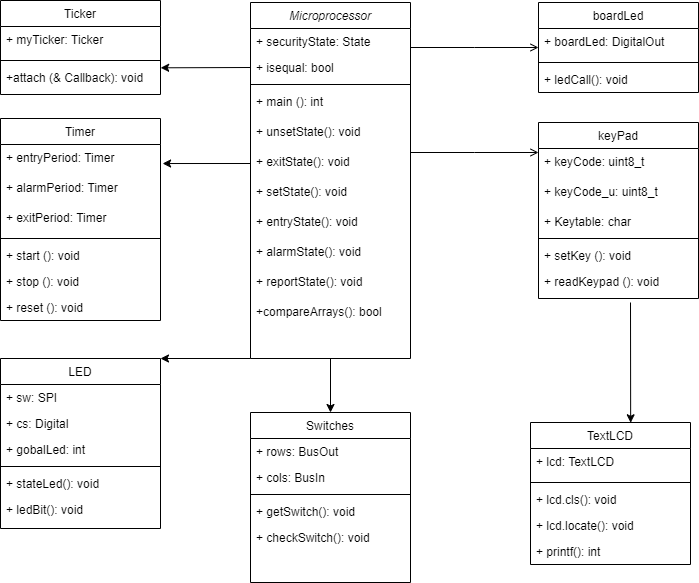 Ticker
+ myTicker: Ticker
+attach (& Callback): void
Microprocessor
+ securityState: State
+ isequal: bool
+ main (): int
+ unsetState(): void
+ exitState(): void
+ setState(): void
+ entryState(): void
+ alarmState(): void
+ reportState(): void
+compareArrays(): bool
boardLed
+ boardLed: DigitalOut
+ ledCall(): void
Timer
+ entryPeriod: Timer
+ alarmPeriod: Timer
+ exitPeriod: Timer
+ start (): void
+ stop (): void
+ reset (): void
keyPad
+ keyCode: uint8_t
+ keyCode_u: uint8_t
+ Keytable: char
+ setKey (): void
+ readKeypad (): void
LED
+ sw: SPI
+ cs: Digital
+ gobalLed: int
+ stateLed(): void
+ ledBit(): void
Switches
+ rows: BusOut
+ cols: BusIn
+ getSwitch(): void
+ checkSwitch(): void
TextLCD
+ lcd: TextLCD
+ lcd.cls(): void
+ lcd.locate(): void
+ printf(): int